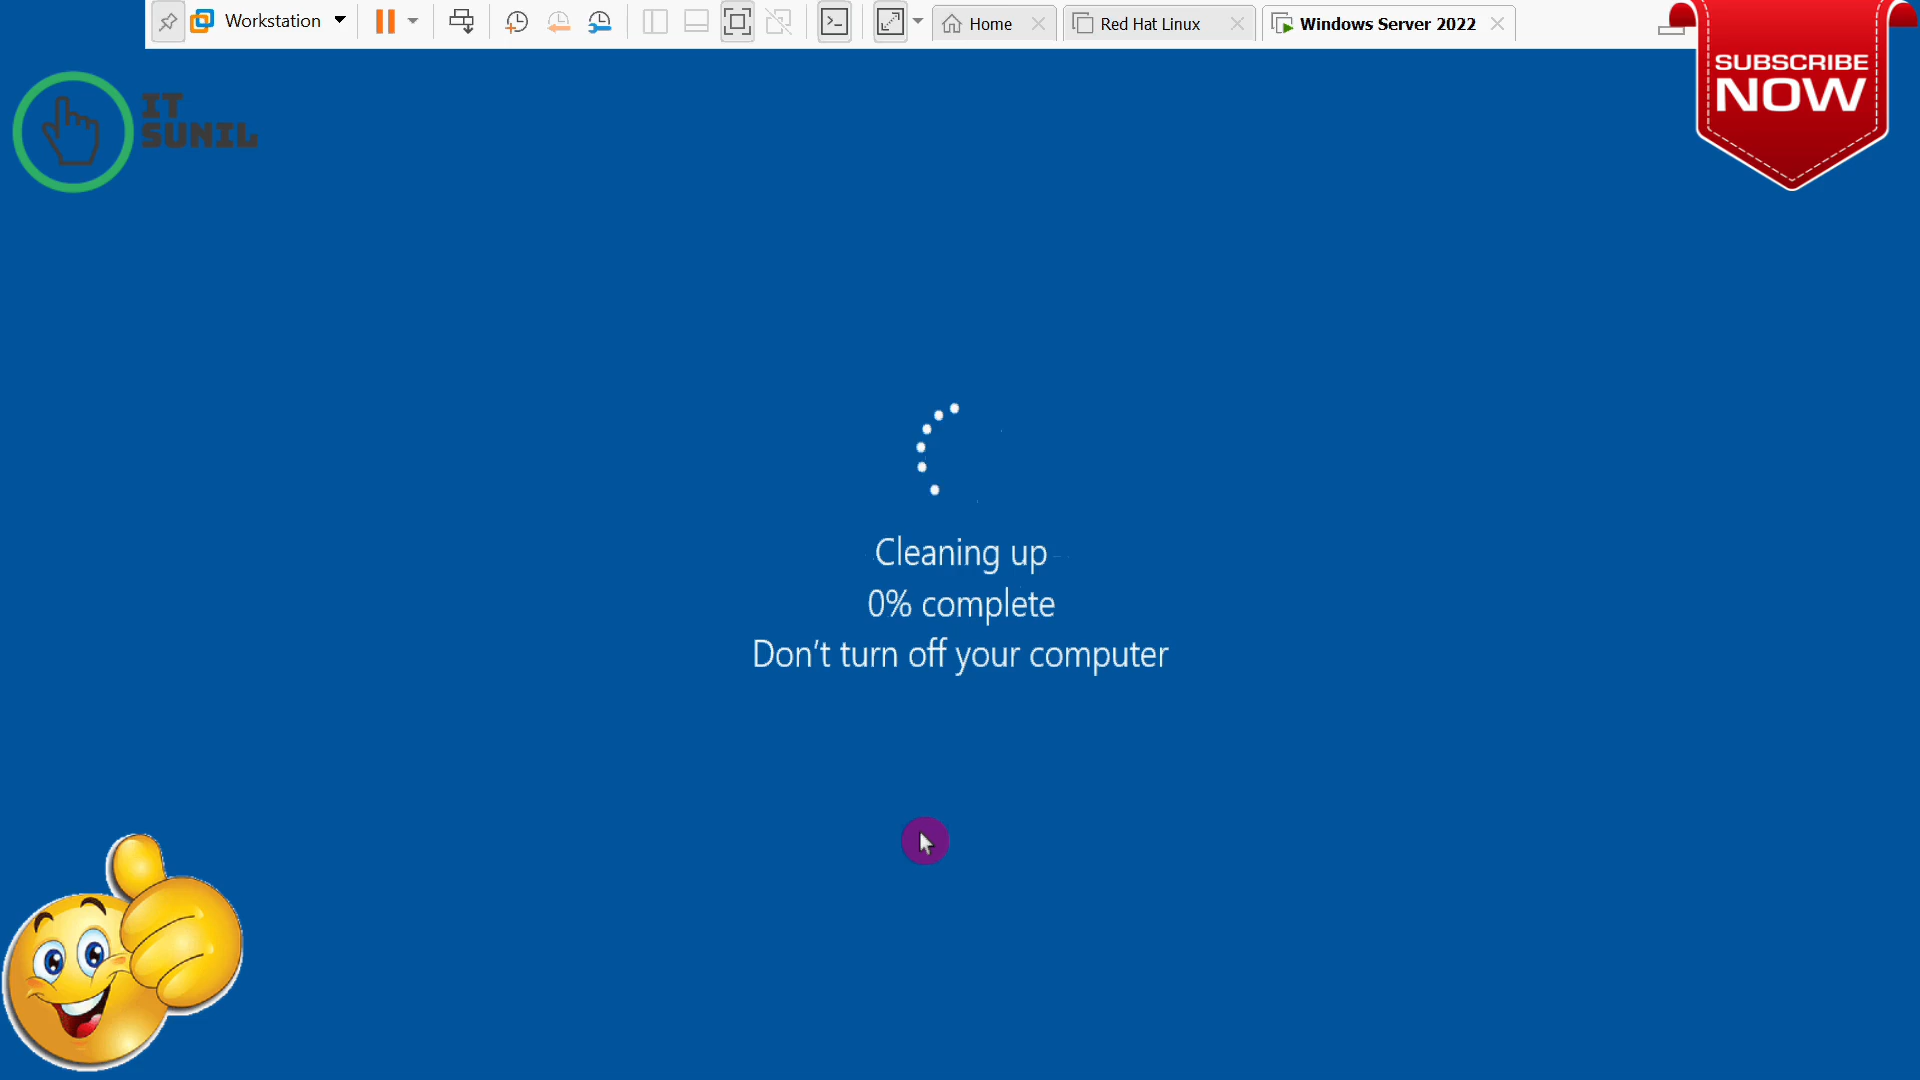 Workstation
Home
Red Hat Linux
Windows Server 2022
SUBSCRIBE
NOW
IT
SUNIL
Cleaning up
0% complete
Don't turn off your computer